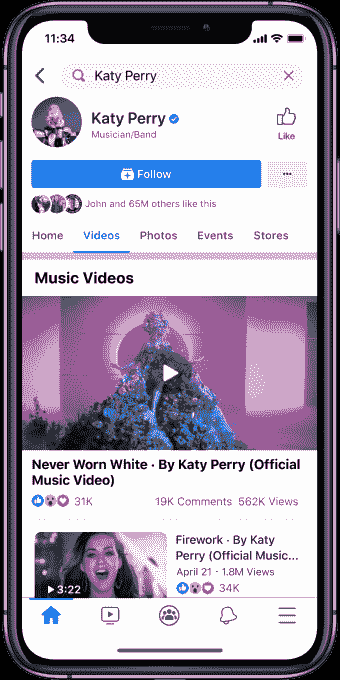 11:34
Katy Perry
Katy Perry
Musician/Band
Like
Follow
John and 65M others like this
Home Videos Photos Events Stores
Music Videos
Never Worn White · By Katy Perry (Official
Music Video)
31K 19K Comments 562K Views
Firework · By Katy
Perry (Official Music...
April 21 · 1.8M Views
34K
3:22